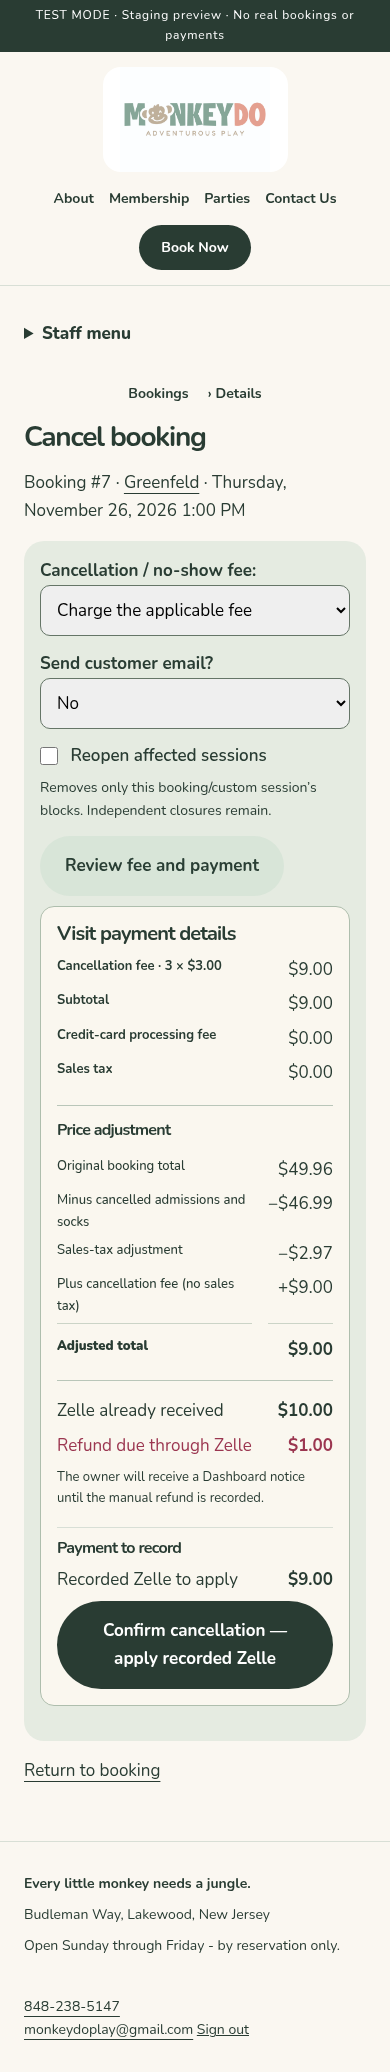 TEST MODE · Staging preview · No real bookings or
payments
MONKEYDO
ADVENTUROUS PLAY
About Membership Parties Contact Us
Book Now
▶ Staff menu
Bookings › Details
Cancel booking
Booking #7 · Greenfeld · Thursday,
November 26, 2026 1:00 PM
Cancellation / no-show fee:
Charge the applicable fee
Send customer email?
No
Reopen affected sessions
Removes only this booking/custom session's
blocks. Independent closures remain.
Review fee and payment
Visit payment details
Cancellation fee · 3 × $3.00 $9.00
Subtotal $9.00
Credit-card processing fee $0.00
Sales tax $0.00
Price adjustment
Original booking total $49.96
Minus cancelled admissions and −$46.99
socks
Sales-tax adjustment −$2.97
Plus cancellation fee (no sales +$9.00
tax)
Adjusted total $9.00
Zelle already received $10.00
Refund due through Zelle $1.00
The owner will receive a Dashboard notice
until the manual refund is recorded.
Payment to record
Recorded Zelle to apply $9.00
Confirm cancellation —
apply recorded Zelle
Return to booking
Every little monkey needs a jungle.
Budleman Way, Lakewood, New Jersey
Open Sunday through Friday - by reservation only.
848-238-5147
monkeydoplay@gmail.com Sign out